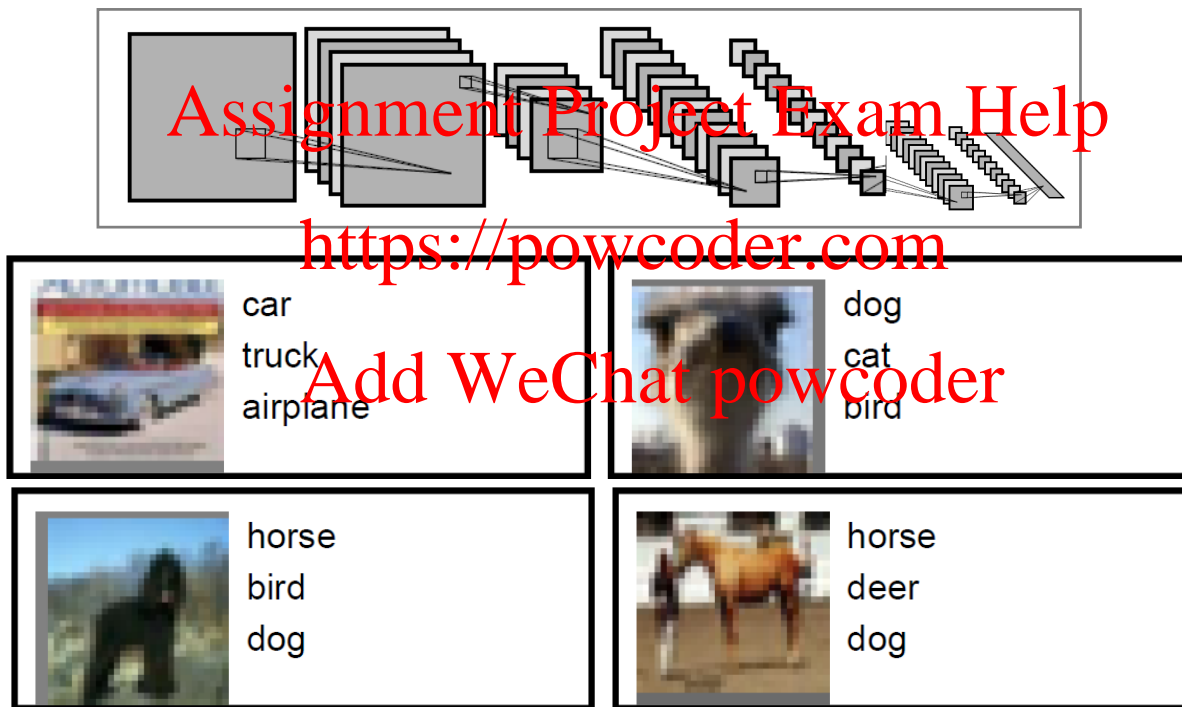 Assignment Project Exam Help
https://powcoder.com
car
truck
airplane
dog
cat
bird
Add WeChat powcoder
horse
bird
dog
horse
deer
dog